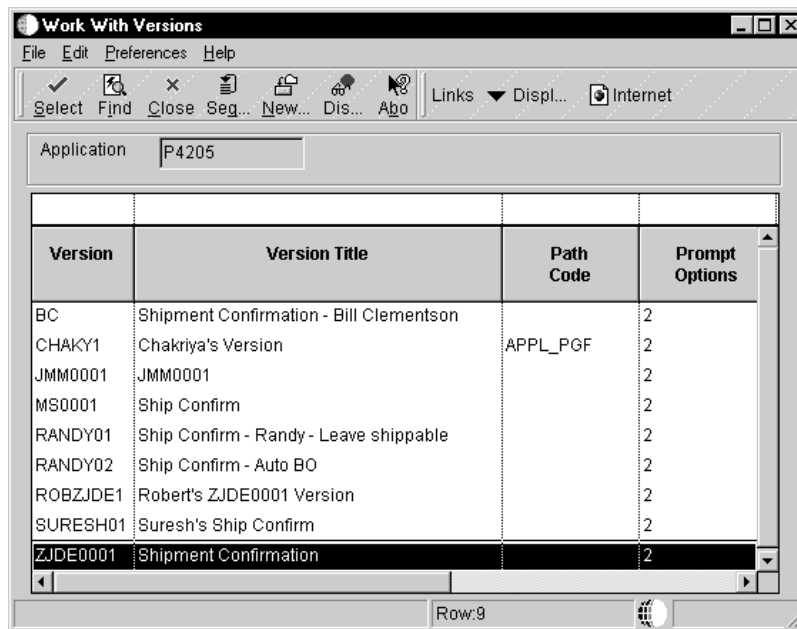 Work With Versions
File Edit Preferences Help
Select Find Close Seq... New... Dis... Abo Links Displ... Internet
Application P4205
Version Version Title Path Code Prompt Options
BC Shipment Confirmation - Bill Clementson 2
CHAKY1 Chakriya's Version APPL_PGF 2
JMM0001 JMM0001 2
MS0001 Ship Confirm 2
RANDY01 Ship Confirm - Randy - Leave shippable 2
RANDY02 Ship Confirm - Auto BO 2
ROBZJDE1 Robert's ZJDE0001 Version 2
SURESH01 Suresh's Ship Confirm 2
ZJDE0001 Shipment Confirmation 2
Row:9